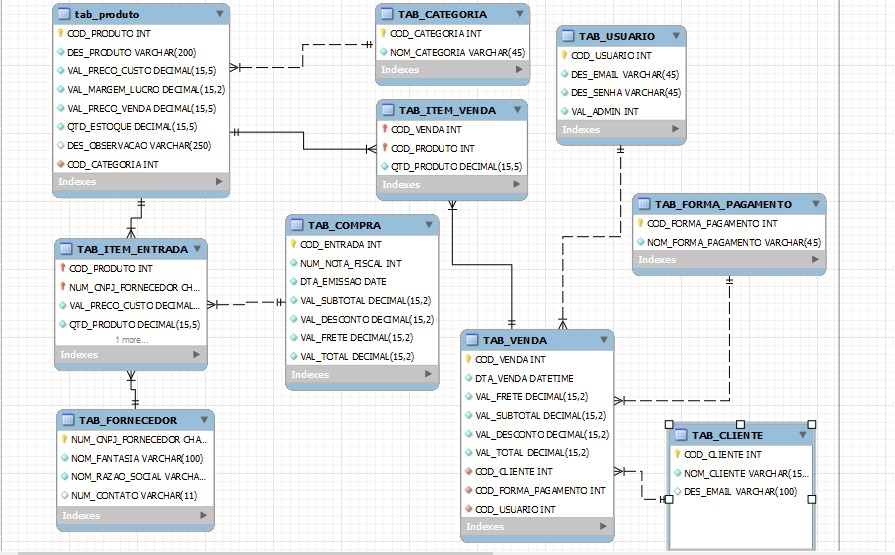 tab_produto
COD_PRODUTO INT
DES_PRODUTO VARCHAR(200)
VAL_PRECO_CUSTO DECIMAL(15,5)
VAL_MARGEM_LUCRO DECIMAL(15,2)
VAL_PRECO_VENDA DECIMAL(15,5)
QTD_ESTOQUE DECIMAL(15,5)
DES_OBSERVACAO VARCHAR(250)
COD_CATEGORIA INT
Indexes
TAB_CATEGORIA
COD_CATEGORIA INT
NOM_CATEGORIA VARCHAR(45)
Indexes
TAB_USUARIO
COD_USUARIO INT
DES_EMAIL VARCHAR(45)
DES_SENHA VARCHAR(45)
VAL_ADMIN INT
Indexes
TAB_ITEM_VENDA
COD_VENDA INT
COD_PRODUTO INT
QTD_PRODUTO DECIMAL(15,5)
Indexes
TAB_FORMA_PAGAMENTO
COD_FORMA_PAGAMENTO INT
NOM_FORMA_PAGAMENTO VARCHAR(45)
Indexes
TAB_ITEM_ENTRADA
COD_PRODUTO INT
NUM_CNPJ_FORNECEDOR CH...
VAL_PRECO_CUSTO DECIMAL...
QTD_PRODUTO DECIMAL(15,5)
1 more...
Indexes
TAB_COMPRA
COD_ENTRADA INT
NUM_NOTA_FISCAL INT
DTA_EMISSAO DATE
VAL_SUBTOTAL DECIMAL(15,2)
VAL_DESCONTO DECIMAL(15,2)
VAL_FRETE DECIMAL(15,2)
VAL_TOTAL DECIMAL(15,2)
Indexes
TAB_VENDA
COD_VENDA INT
DTA_VENDA DATETIME
VAL_FRETE DECIMAL(15,2)
VAL_SUBTOTAL DECIMAL(15,2)
VAL_DESCONTO DECIMAL(15,2)
VAL_TOTAL DECIMAL(15,2)
COD_CLIENTE INT
COD_FORMA_PAGAMENTO INT
COD_USUARIO INT
Indexes
TAB_FORNECEDOR
NUM_CNPJ_FORNECEDOR CHA...
NOM_FANTASIA VARCHAR(100)
NOM_RAZAO_SOCIAL VARCHA...
NUM_CONTATO VARCHAR(11)
Indexes
TAB_CLIENTE
COD_CLIENTE INT
NOM_CLIENTE VARCHAR(15...
DES_EMAIL VARCHAR(100)